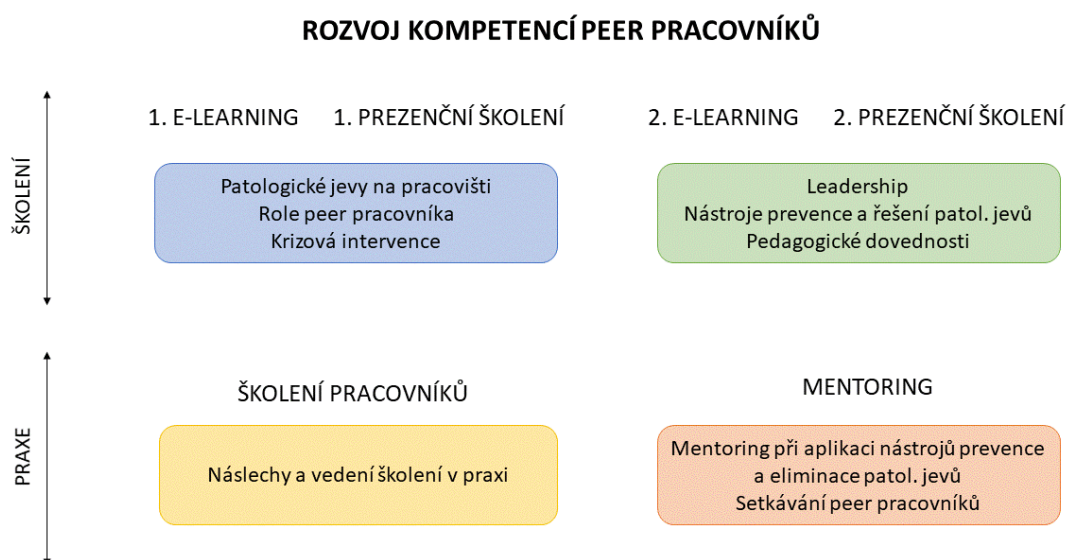 ROZVOJ KOMPETENCÍ PEER PRACOVNÍKŮ
ŠKOLENÍ
1. E-LEARNING 1. PREZENČNÍ ŠKOLENÍ
Patologické jevy na pracovišti
Role peer pracovníka
Krizová intervence
2. E-LEARNING 2. PREZENČNÍ ŠKOLENÍ
Leadership
Nástroje prevence a řešení patol. jevů
Pedagogické dovednosti
PRAXE
ŠKOLENÍ PRACOVNÍKŮ
Náslechy a vedení školení v praxi
MENTORING
Mentoring při aplikaci nástrojů prevence
a eliminace patol. jevů
Setkávání peer pracovníků